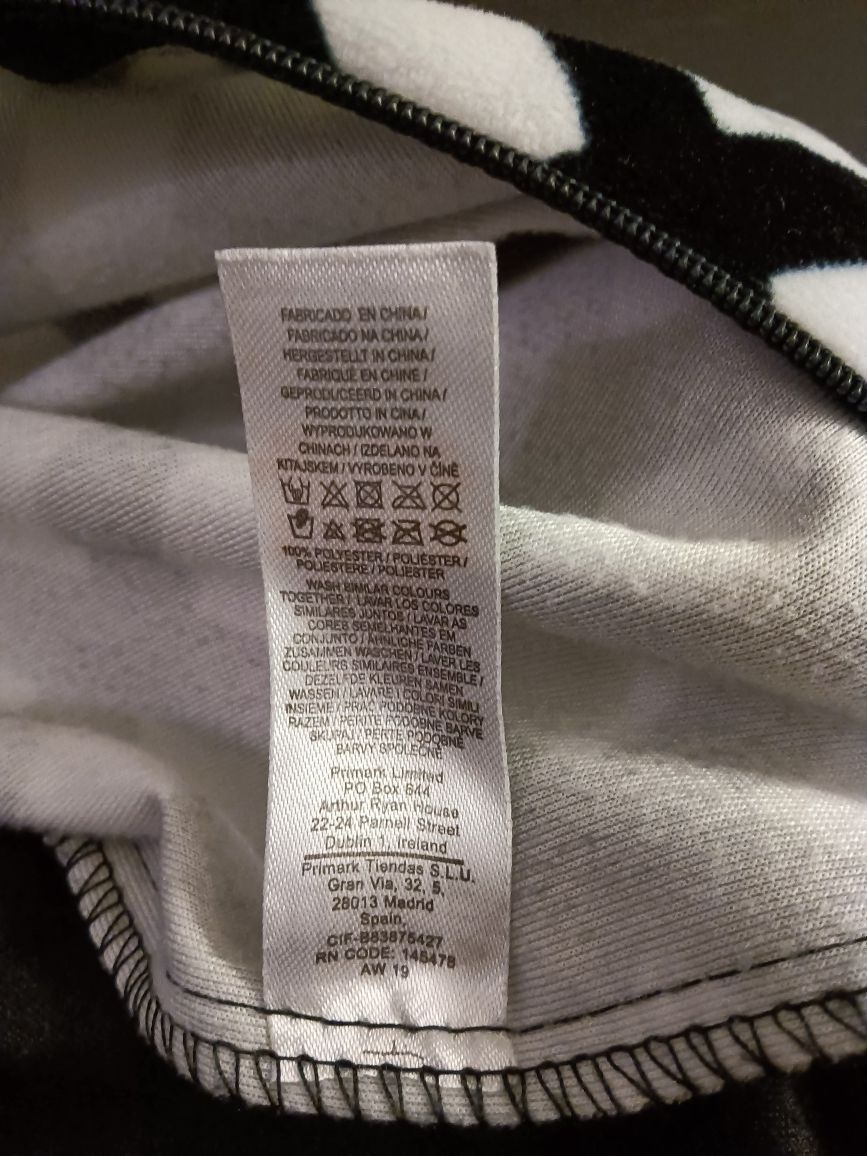 FABRICADO EN CHINA /
FABRICADO NA CHINA /
HERGESTELLT IN CHINA /
FABRIQUÉ EN CHINE /
GEPRODUCEERD IN CHINA /
PRODOTTO IN CINA /
WYPRODUKOWANO W
CHINACH / IZDELANO NA
KITAJSKEM / VYROBENO V ČÍNĚ
100% POLYESTER / POLIÉSTER /
POLIESTERE / POLIESTER
WASH SIMILAR COLOURS
TOGETHER / LAVAR LOS COLORES
SIMILARES JUNTOS / LAVAR AS
CORES SEMELHANTES EM
CONJUNTO / ÄHNLICHE FARBEN
ZUSAMMEN WASCHEN / LAVER LES
COULEURS SIMILAIRES ENSEMBLE /
DEZELFDE KLEUREN SAMEN
WASSEN / LAVARE I COLORI SIMILI
INSIEME / PRAĆ PODOBNE KOLORY
RAZEM / PERITE PODOBNE BARVE
SKUPAJ / PERTE PODOBNÉ
BARVY SPOLEČNĚ
Primark Limited
PO Box 644
Arthur Ryan House
22-24 Parnell Street
Dublin 1, Ireland
Primark Tiendas S.L.U.
Gran Via, 32, 5,
28013 Madrid
Spain.
CIF-B83875427
RN CODE: 145478
AW 19